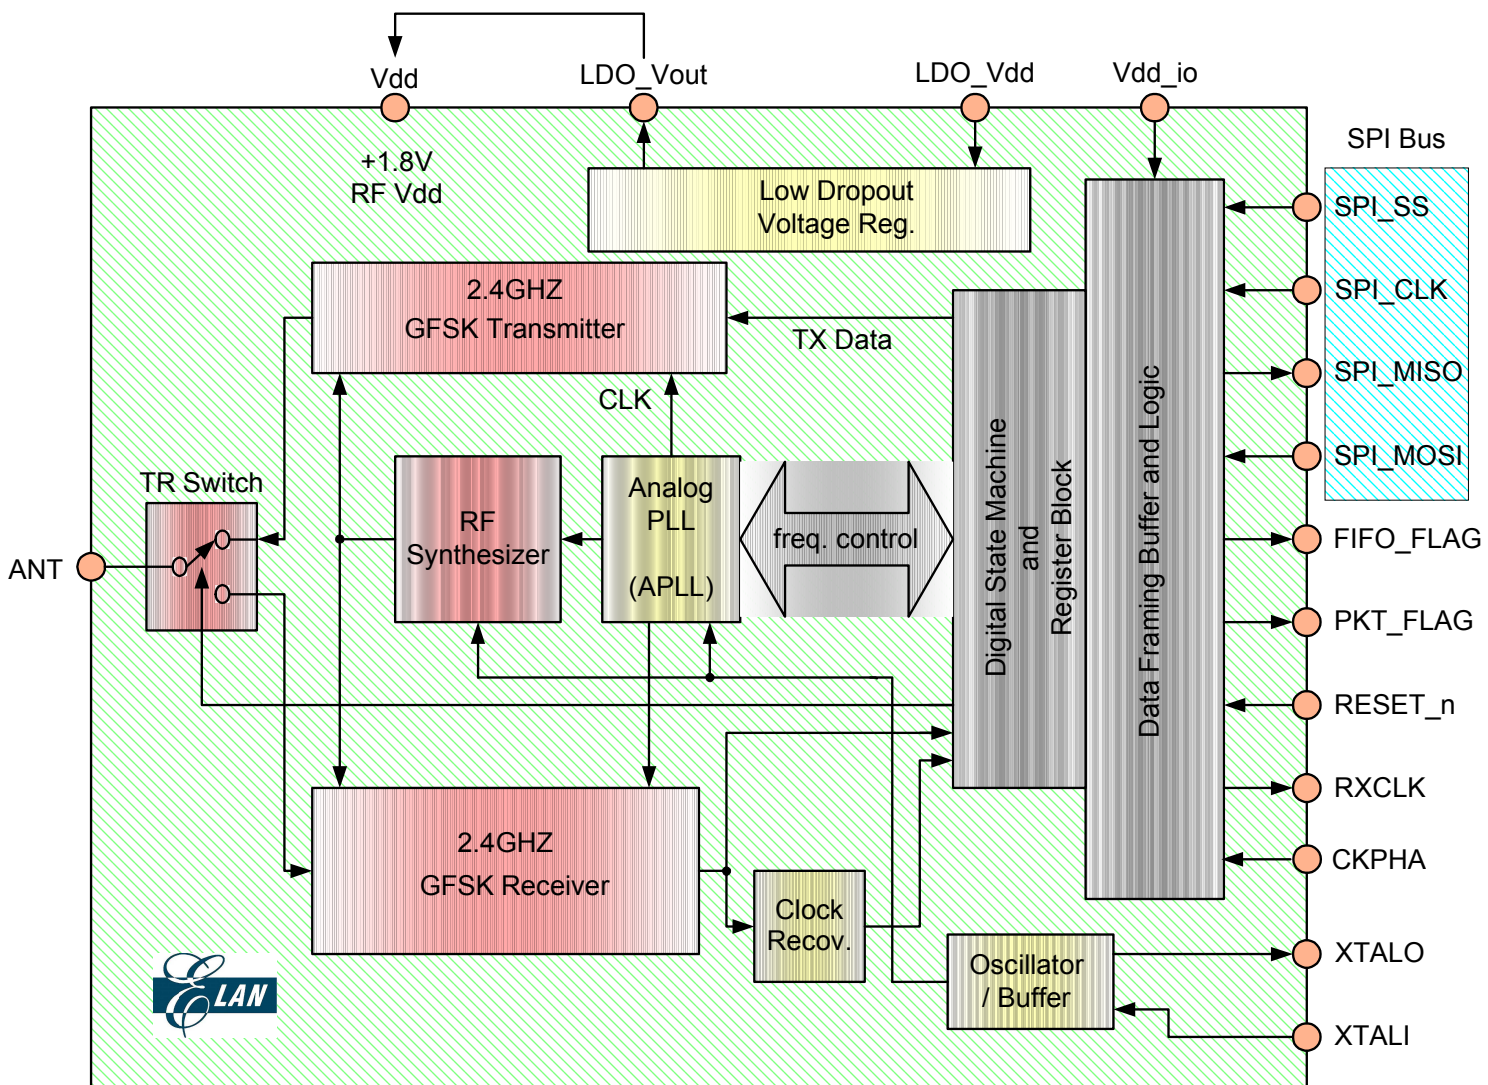 Vdd
LDO_Vout
LDO_Vdd
Vdd_io
SPI Bus
+1.8V
RF Vdd
Low Dropout
Voltage Reg.
SPI_SS
2.4GHZ
GFSK Transmitter
SPI_CLK
TX Data
CLK
SPI_MISO
TR Switch
RF
Synthesizer
Analog
PLL
(APLL)
freq. control
Digital State Machine
and
Register Block
Data Framing Buffer and Logic
SPI_MOSI
ANT
FIFO_FLAG
PKT_FLAG
RESET_n
RXCLK
2.4GHZ
GFSK Receiver
CKPHA
Clock
Recov.
Oscillator
/ Buffer
XTALO
XTALI
ELAN